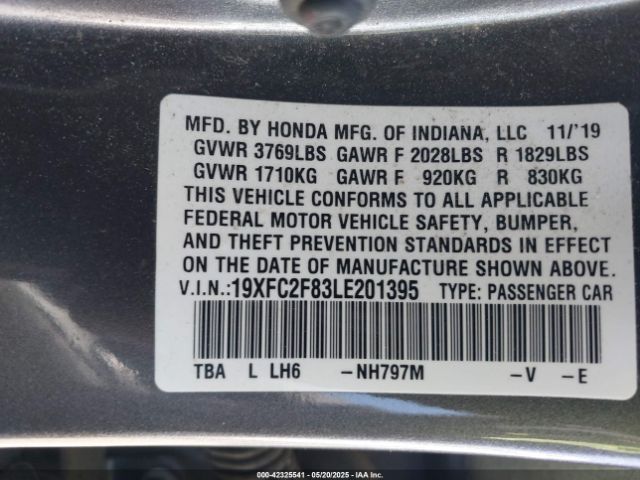 MFD. BY HONDA MFG. OF INDIANA, LLC 11/'19
GVWR 3769LBS GAWR F 2028LBS R 1829LBS
GVWR 1710KG GAWR F 920KG R 830KG
THIS VEHICLE CONFORMS TO ALL APPLICABLE
FEDERAL MOTOR VEHICLE SAFETY, BUMPER,
AND THEFT PREVENTION STANDARDS IN EFFECT
ON THE DATE OF MANUFACTURE SHOWN ABOVE.
V.I.N.:19XFC2F83LE201395 TYPE: PASSENGER CAR
TBA L LH6 -NH797M -V -E
000-42325541 - 05/20/2025 - IAA Inc.